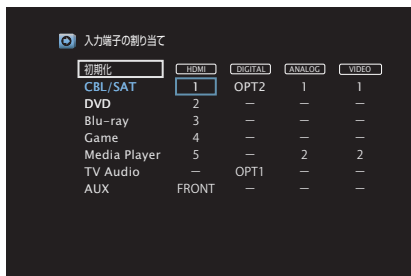 入力端子の割り当て
初期化 HDMI DIGITAL ANALOG VIDEO
CBL/SAT 1 OPT2 1 1
DVD 2 — — —
Blu-ray 3 — — —
Game 4 — — —
Media Player 5 — 2 2
TV Audio — OPT1 — —
AUX FRONT — — —